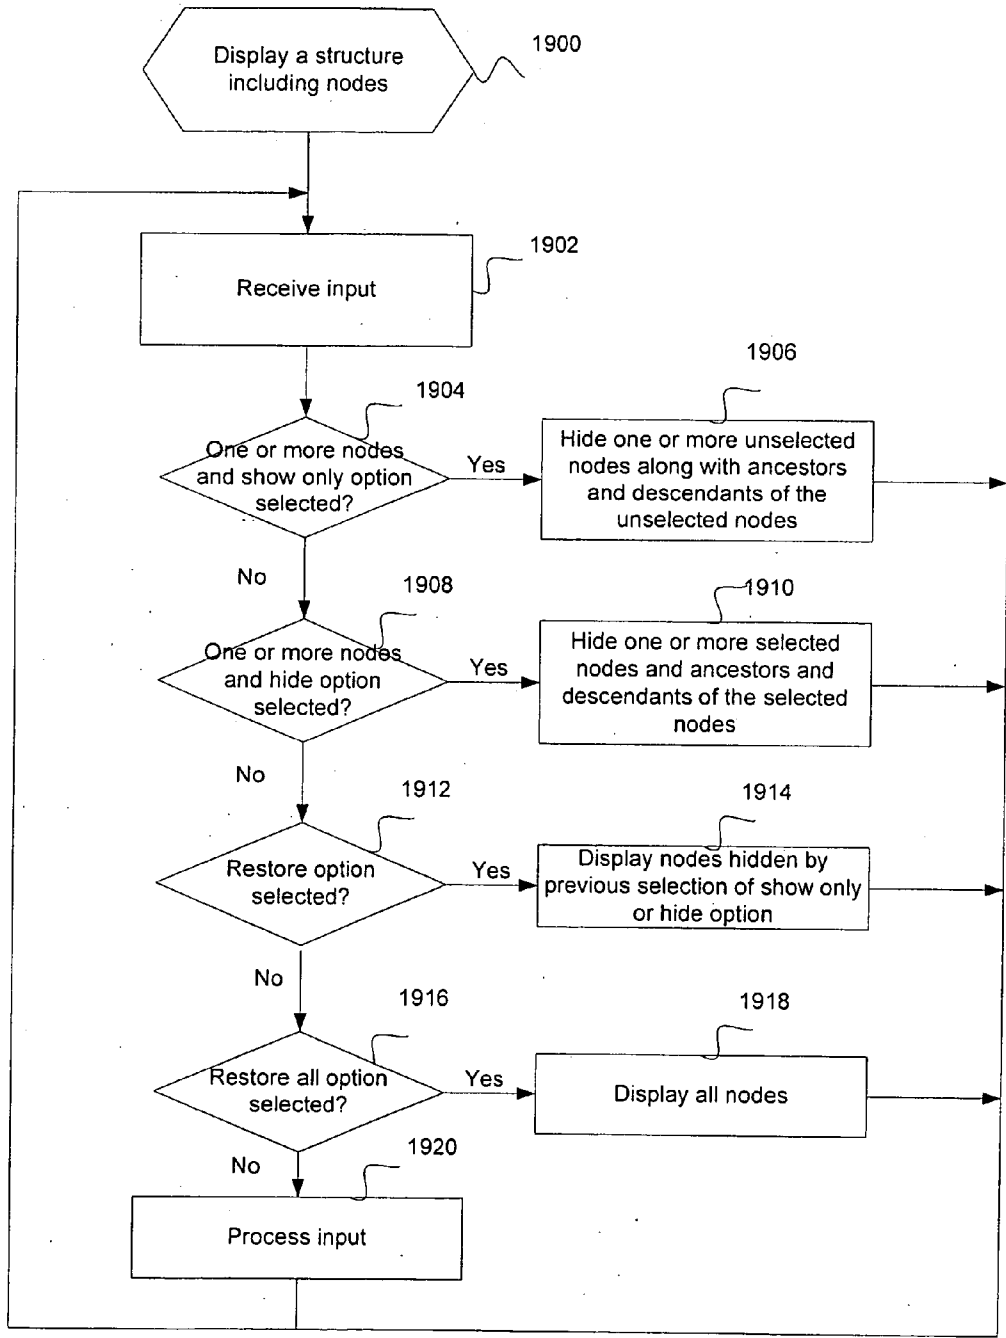 Display a structure
including nodes
1900
1902
Receive input
1906
1904
One or more nodes
and show only option
selected?
Yes
Hide one or more unselected
nodes along with ancestors
and descendants of the
unselected nodes
No
1908
1910
One or more nodes
and hide option
selected?
Yes
Hide one or more selected
nodes and ancestors and
descendants of the selected
nodes
No
1912
1914
Restore option
selected?
Yes
Display nodes hidden by
previous selection of show only
or hide option
No
1916
1918
Restore all option
selected?
Yes
Display all nodes
No
1920
Process input